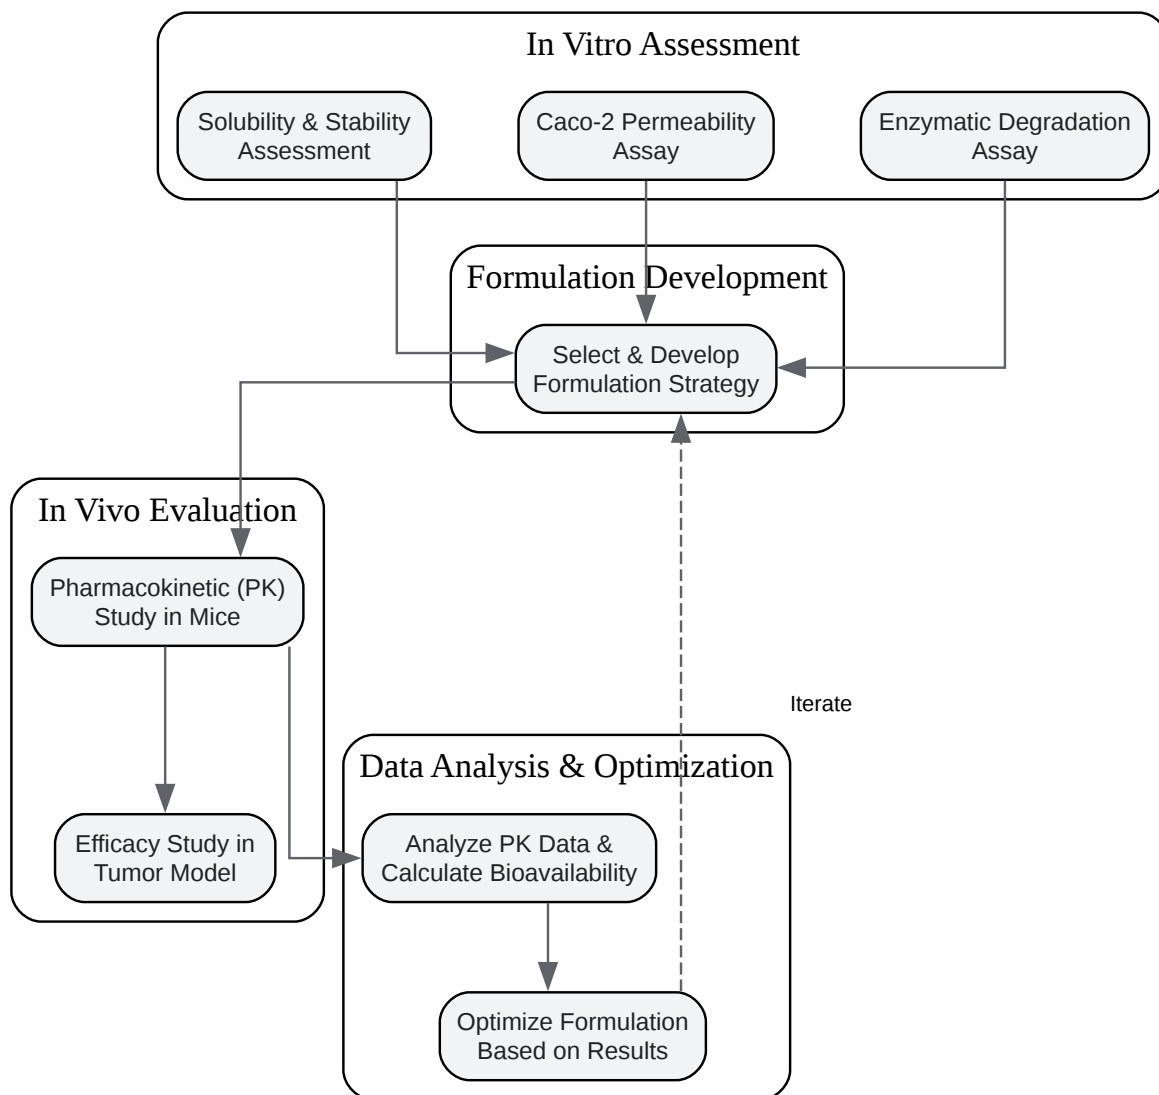 In Vitro Assessment
Solubility & Stability
Assessment
Caco-2 Permeability
Assay
Enzymatic Degradation
Assay
Formulation Development
Select & Develop
Formulation Strategy
In Vivo Evaluation
Pharmacokinetic (PK)
Study in Mice
Efficacy Study in
Tumor Model
Iterate
Data Analysis & Optimization
Analyze PK Data &
Calculate Bioavailability
Optimize Formulation
Based on Results